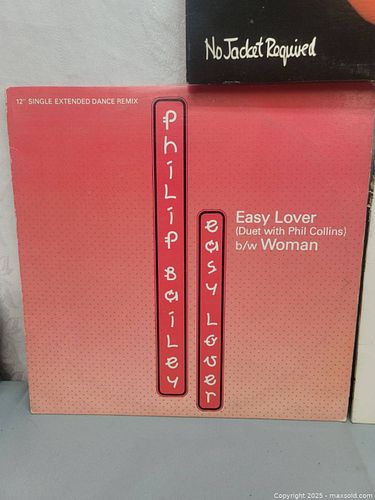 No Jacket Required
12" SINGLE EXTENDED DANCE REMIX
PHILIP BAILEY
EASY LOVER
Easy Lover
(Duet with Phil Collins)
b/w Woman
Copyright 2025 - maxsold.com